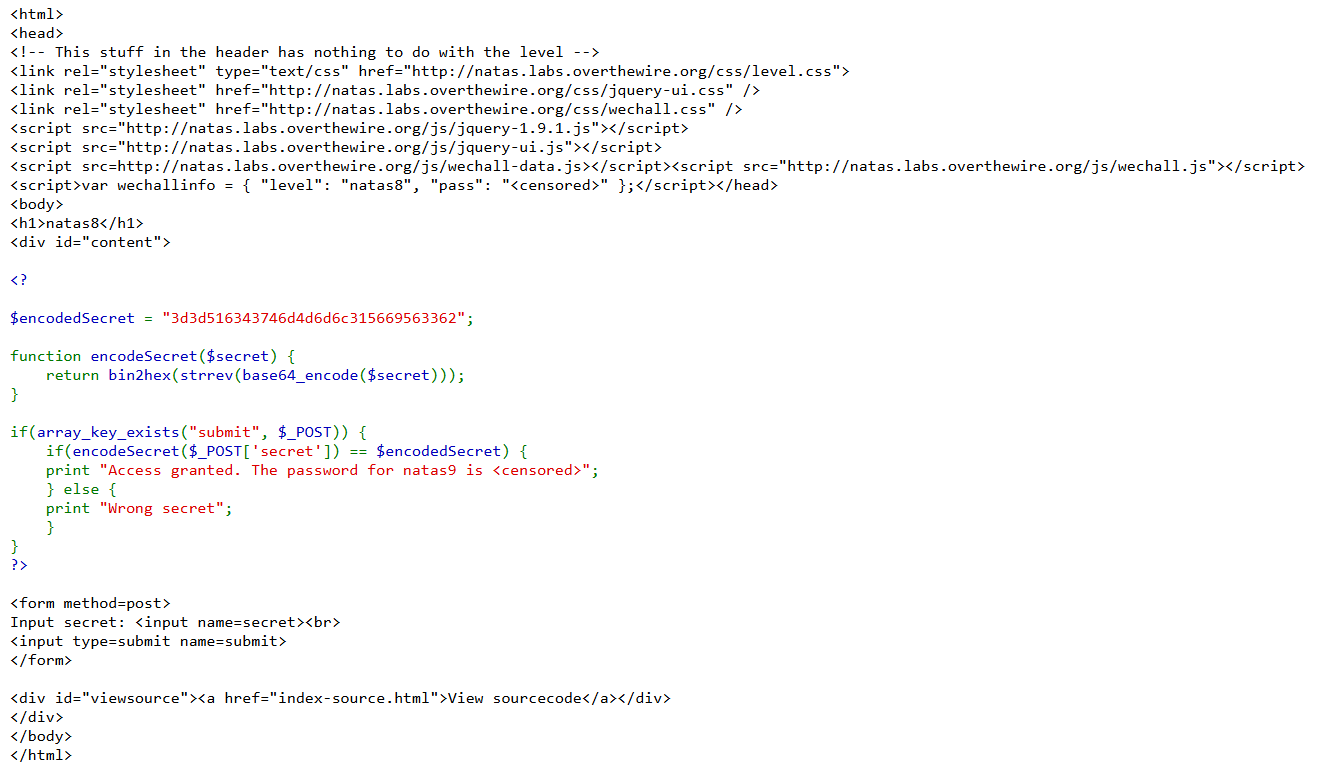 <html>
<head>
<!-- This stuff in the header has nothing to do with the level -->
<link rel="stylesheet" type="text/css" href="http://natas.labs.overthewire.org/css/level.css">
<link rel="stylesheet" href="http://natas.labs.overthewire.org/css/jquery-ui.css" />
<link rel="stylesheet" href="http://natas.labs.overthewire.org/css/wechall.css" />
<script src="http://natas.labs.overthewire.org/js/jquery-1.9.1.js"></script>
<script src="http://natas.labs.overthewire.org/js/jquery-ui.js"></script>
<script src=http://natas.labs.overthewire.org/js/wechall-data.js></script><script src="http://natas.labs.overthewire.org/js/wechall.js"></script>
<script>var wechallinfo = { "level": "natas8", "pass": "<censored>" };</script></head>
<body>
<h1>natas8</h1>
<div id="content">

<?

$encodedSecret = "3d3d516343746d4d6d6c315669563362";

function encodeSecret($secret) {
    return bin2hex(strrev(base64_encode($secret)));
}

if(array_key_exists("submit", $_POST)) {
    if(encodeSecret($_POST['secret']) == $encodedSecret) {
    print "Access granted. The password for natas9 is <censored>";
    } else {
    print "Wrong secret";
    }
}
?>

<form method=post>
Input secret: <input name=secret><br>
<input type=submit name=submit>
</form>

<div id="viewsource"><a href="index-source.html">View sourcecode</a></div>
</div>
</body>
</html>